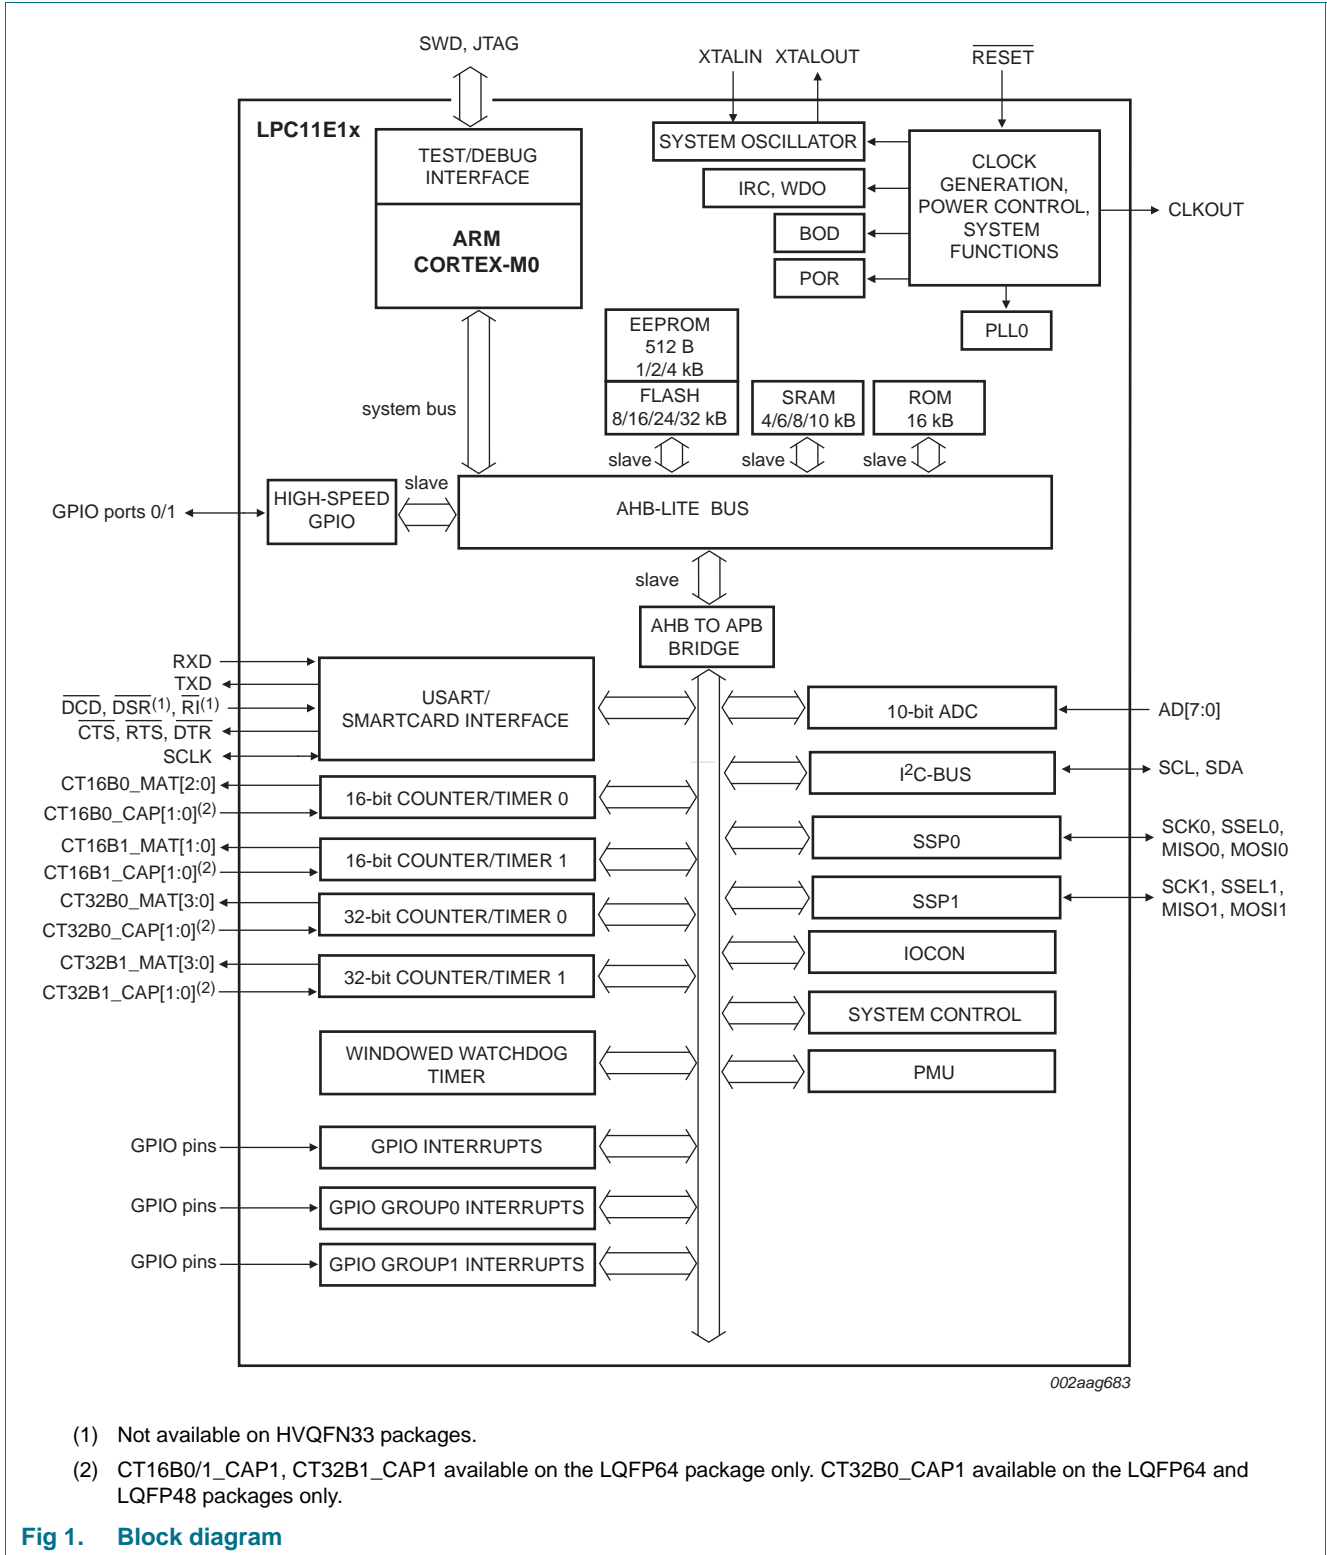 SWD, JTAG
XTALIN XTALOUT
RESET
LPC11E1x
TEST/DEBUG
INTERFACE
ARM
CORTEX-M0
SYSTEM OSCILLATOR
IRC, WDO
BOD
POR
CLOCK
GENERATION,
POWER CONTROL,
SYSTEM
FUNCTIONS
CLKOUT
PLL0
EEPROM
512 B
1/2/4 kB
FLASH
8/16/24/32 kB
SRAM
4/6/8/10 kB
ROM
16 kB
system bus
slave
slave
slave
slave
GPIO ports 0/1
HIGH-SPEED
GPIO
AHB-LITE BUS
slave
AHB TO APB
BRIDGE
RXD
TXD
DCD, DSR(1), RI(1)
CTS, RTS, DTR
SCLK
USART/
SMARTCARD INTERFACE
CT16B0_MAT[2:0]
CT16B0_CAP[1:0](2)
16-bit COUNTER/TIMER 0
CT16B1_MAT[1:0]
CT16B1_CAP[1:0](2)
16-bit COUNTER/TIMER 1
CT32B0_MAT[3:0]
CT32B0_CAP[1:0](2)
32-bit COUNTER/TIMER 0
CT32B1_MAT[3:0]
CT32B1_CAP[1:0](2)
32-bit COUNTER/TIMER 1
WINDOWED WATCHDOG
TIMER
GPIO pins
GPIO INTERRUPTS
GPIO pins
GPIO GROUP0 INTERRUPTS
GPIO pins
GPIO GROUP1 INTERRUPTS
10-bit ADC
AD[7:0]
I2C-BUS
SCL, SDA
SSP0
SCK0, SSEL0,
MISO0, MOSI0
SSP1
SCK1, SSEL1,
MISO1, MOSI1
IOCON
SYSTEM CONTROL
PMU
002aag683
(1) Not available on HVQFN33 packages.
(2) CT16B0/1_CAP1, CT32B1_CAP1 available on the LQFP64 package only. CT32B0_CAP1 available on the LQFP64 and
LQFP48 packages only.
Fig 1. Block diagram